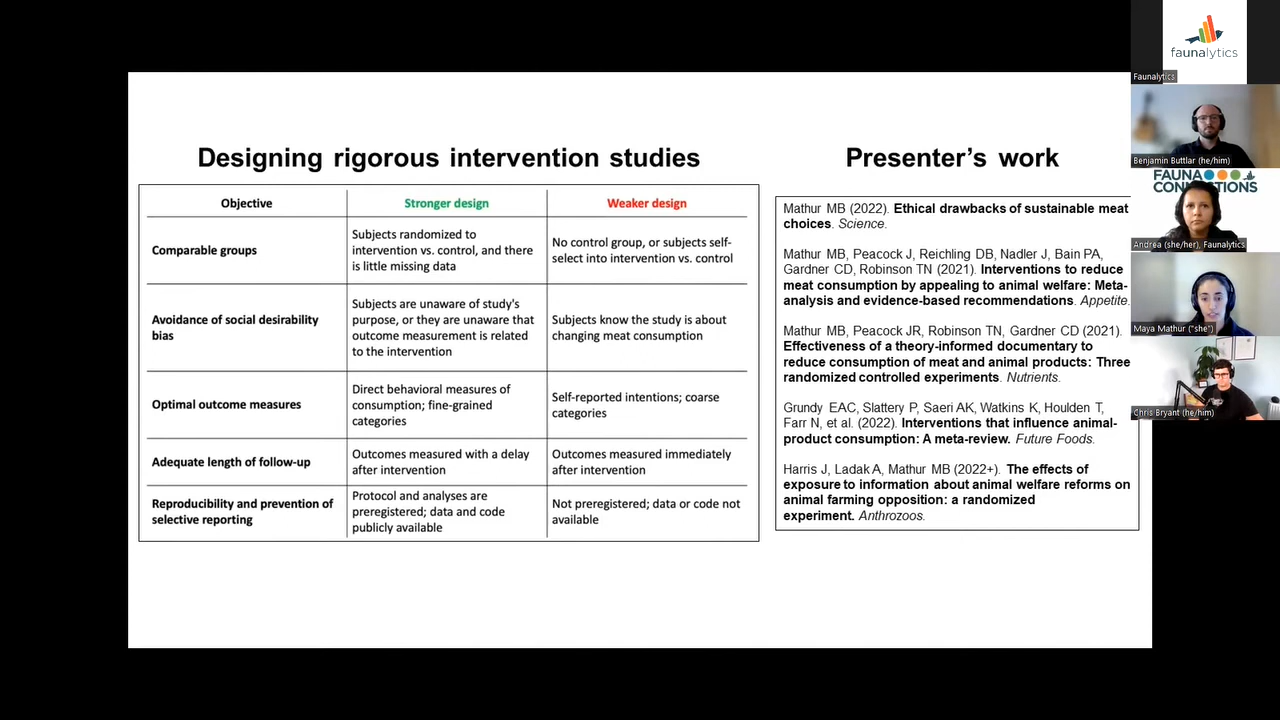 Designing rigorous intervention studies
Objective
Stronger design
Weaker design
Comparable groups
Subjects randomized to
intervention vs. control, and there
is little missing data
No control group, or subjects self-
select into intervention vs. control
Avoidance of social desirability
bias
Subjects are unaware of study's
purpose, or they are unaware that
outcome measurement is related
to the intervention
Subjects know the study is about
changing meat consumption
Optimal outcome measures
Direct behavioral measures of
consumption; fine-grained
categories
Self-reported intentions; coarse
categories
Adequate length of follow-up
Outcomes measured with a delay
after intervention
Outcomes measured immediately
after intervention
Reproducibility and prevention of
selective reporting
Protocol and analyses are
preregistered; data and code
publicly available
Not preregistered; data or code not
available
Presenter's work
Mathur MB (2022). Ethical drawbacks of sustainable meat
choices. Science.
Mathur MB, Peacock J, Reichling DB, Nadler J, Bain PA,
Gardner CD, Robinson TN (2021). Interventions to reduce
meat consumption by appealing to animal welfare: Meta-
analysis and evidence-based recommendations. Appetite.
Mathur MB, Peacock JR, Robinson TN, Gardner CD (2021).
Effectiveness of a theory-informed documentary to
reduce consumption of meat and animal products: Three
randomized controlled experiments. Nutrients.
Grundy EAC, Slattery P, Saeri AK, Watkins K, Houlden T,
Farr N, et al. (2022). Interventions that influence animal-
product consumption: A meta-review. Future Foods.
Harris J, Ladak A, Mathur MB (2022+). The effects of
exposure to information about animal welfare reforms on
animal farming opposition: a randomized
experiment. Anthrozoos.
faunalytics
Faunalytics
Benjamin Buttlar (he/him)
FAUNA
CONNECTIONS
Andrea (she/her), Faunalytics
Maya Mathur ("she")
Chris Bryant (he/him)